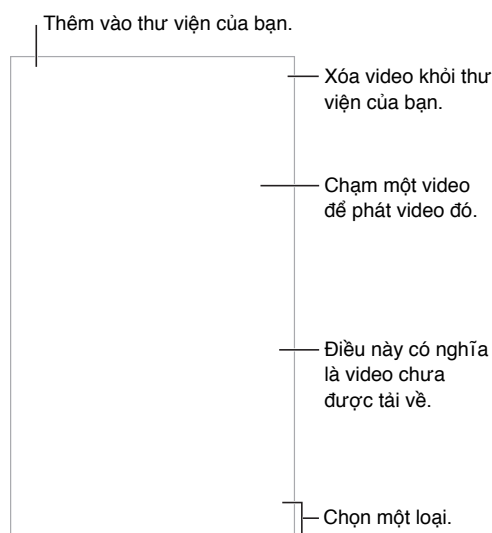 Thêm vào thư viện của bạn.
Xóa video khỏi thư
viện của bạn.
Chạm một video
để phát video đó.
Điều này có nghĩa
là video chưa
được tải về.
Chọn một loại.